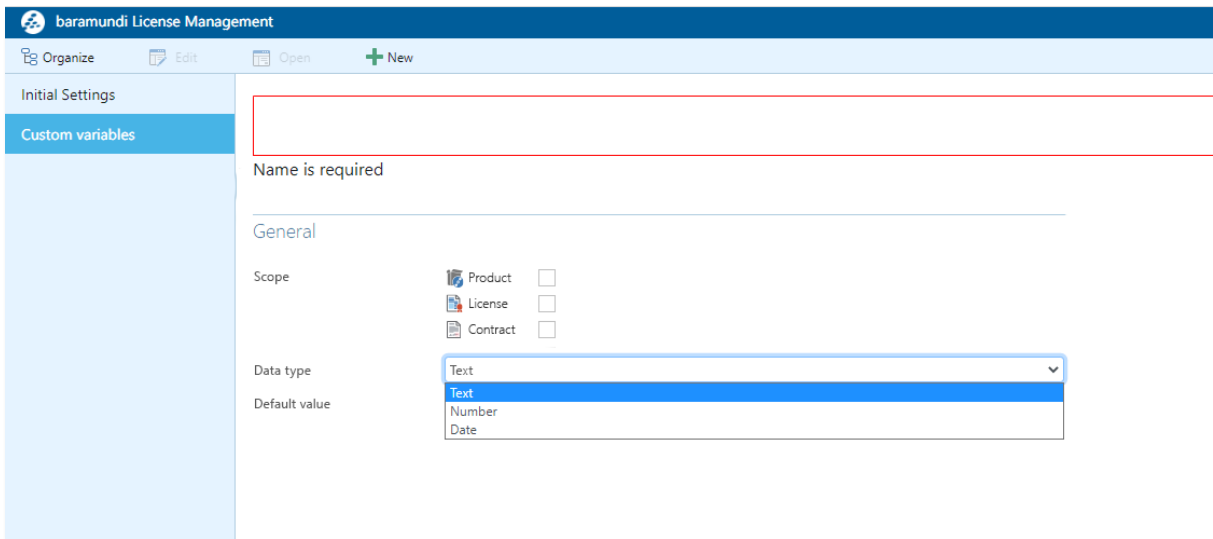 baramundi License Management
Organize Edit Open New
Initial Settings
Custom variables
Name is required
General
Scope Product
License
Contract
Data type Text
Text
Default value
Number
Date